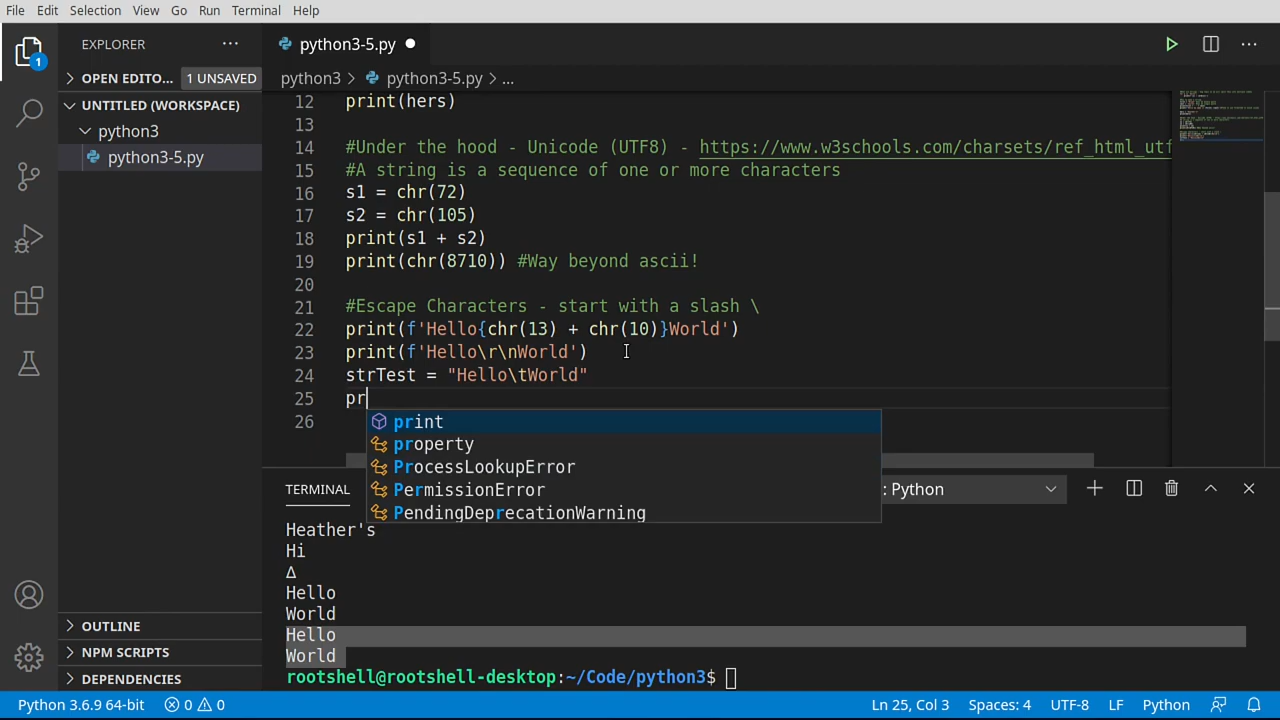 File Edit Selection View Go Run Terminal Help
EXPLORER ···
python3-5.py
1
OPEN EDITO... 1 UNSAVED
python3 > python3-5.py > ...
UNTITLED (WORKSPACE)
python3
python3-5.py
12 print(hers)
13
14 #Under the hood - Unicode (UTF8) - https://www.w3schools.com/charsets/ref_html_utf
15 #A string is a sequence of one or more characters
16 s1 = chr(72)
17 s2 = chr(105)
18 print(s1 + s2)
19 print(chr(8710)) #Way beyond ascii!
20
21 #Escape Characters - start with a slash \
22 print(f'Hello{chr(13) + chr(10)}World')
23 print(f'Hello\r\nWorld')
24 strTest = "Hello\tWorld"
25 pr
26
print
property
ProcessLookupError
PermissionError
PendingDeprecationWarning
TERMINAL : Python
Heather's
Hi
∆
Hello
World
Hello
World
rootshell@rootshell-desktop:~/Code/python3$
OUTLINE
NPM SCRIPTS
DEPENDENCIES
Python 3.6.9 64-bit 0 0 Ln 25, Col 3 Spaces: 4 UTF-8 LF Python